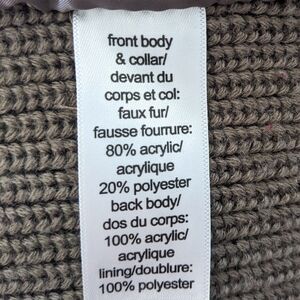 front body
& collar/
devant du
corps et col:
faux fur/
fausse fourrure:
80% acrylic/
acrylique
20% polyester
back body/
dos du corps:
100% acrylic/
acrylique
lining/doublure:
100% polyester